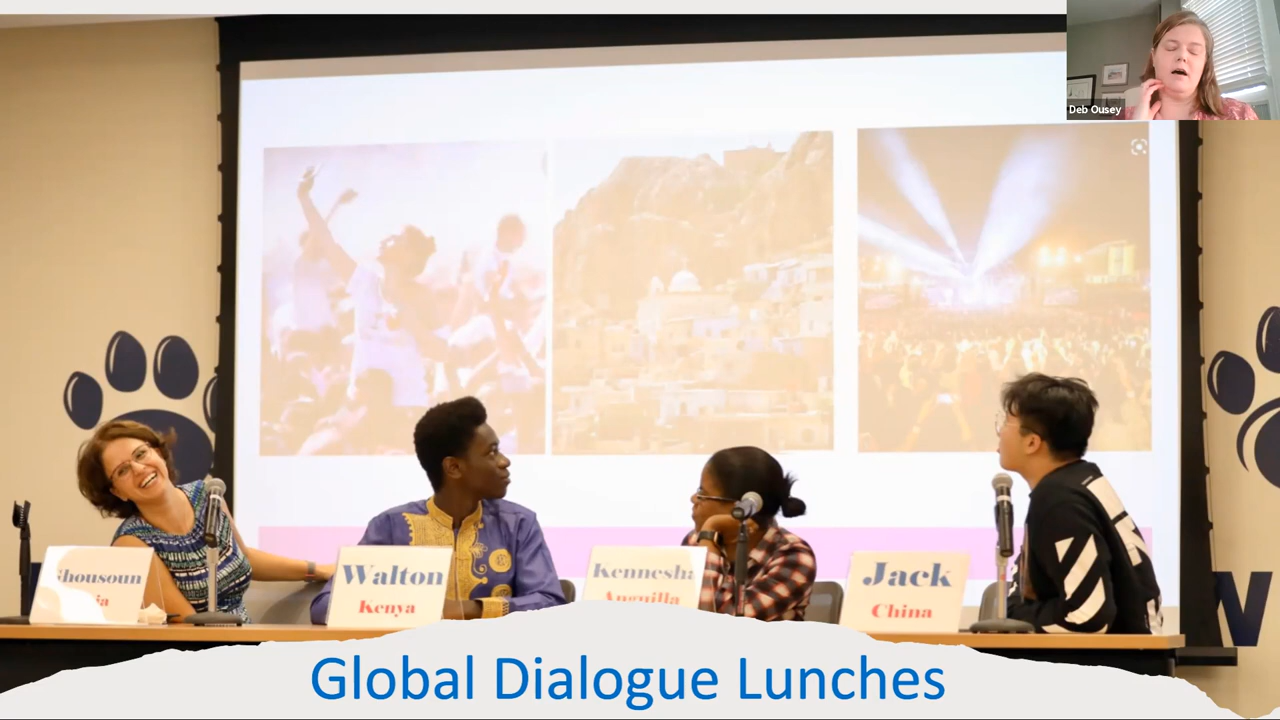 Deb Ousey
Walton
Kenya
Kennesha
Anguilla
Jack
China
W
Global Dialogue Lunches